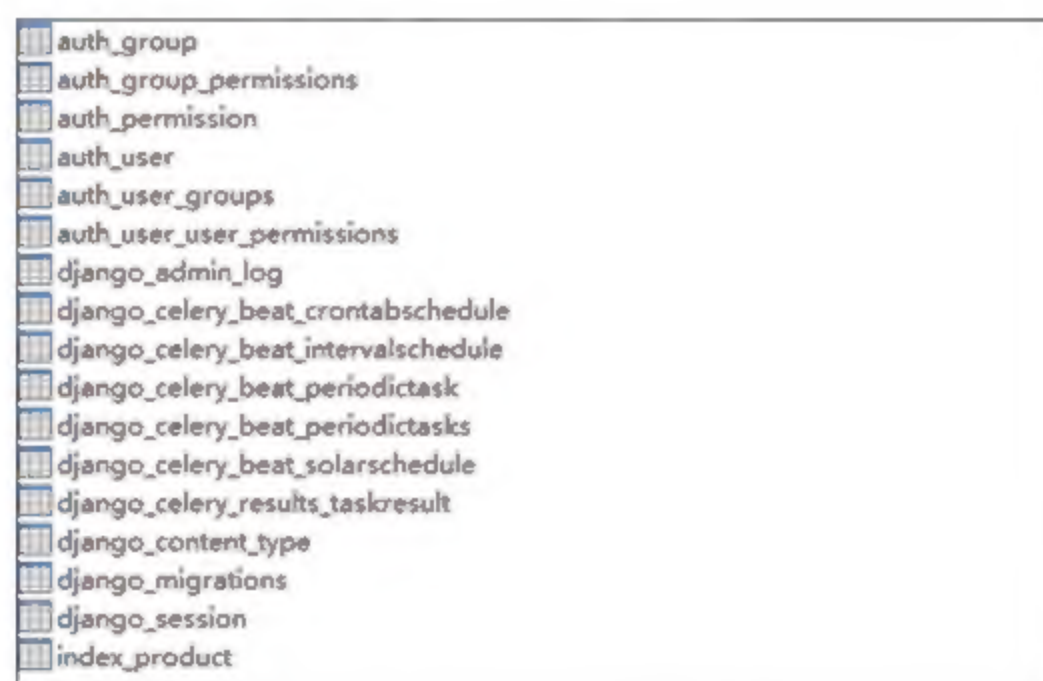 auth_group
auth_group_permissions
auth_permission
auth_user
auth_user_groups
auth_user_user_permissions
django_admin_log
django_celery_beat_crontabschedule
django_celery_beat_intervalschedule
django_celery_beat_periodictask
django_celery_beat_periodictasks
django_celery_beat_solarschedule
django_celery_results_taskresult
django_content_type
django_migrations
django_session
index_product